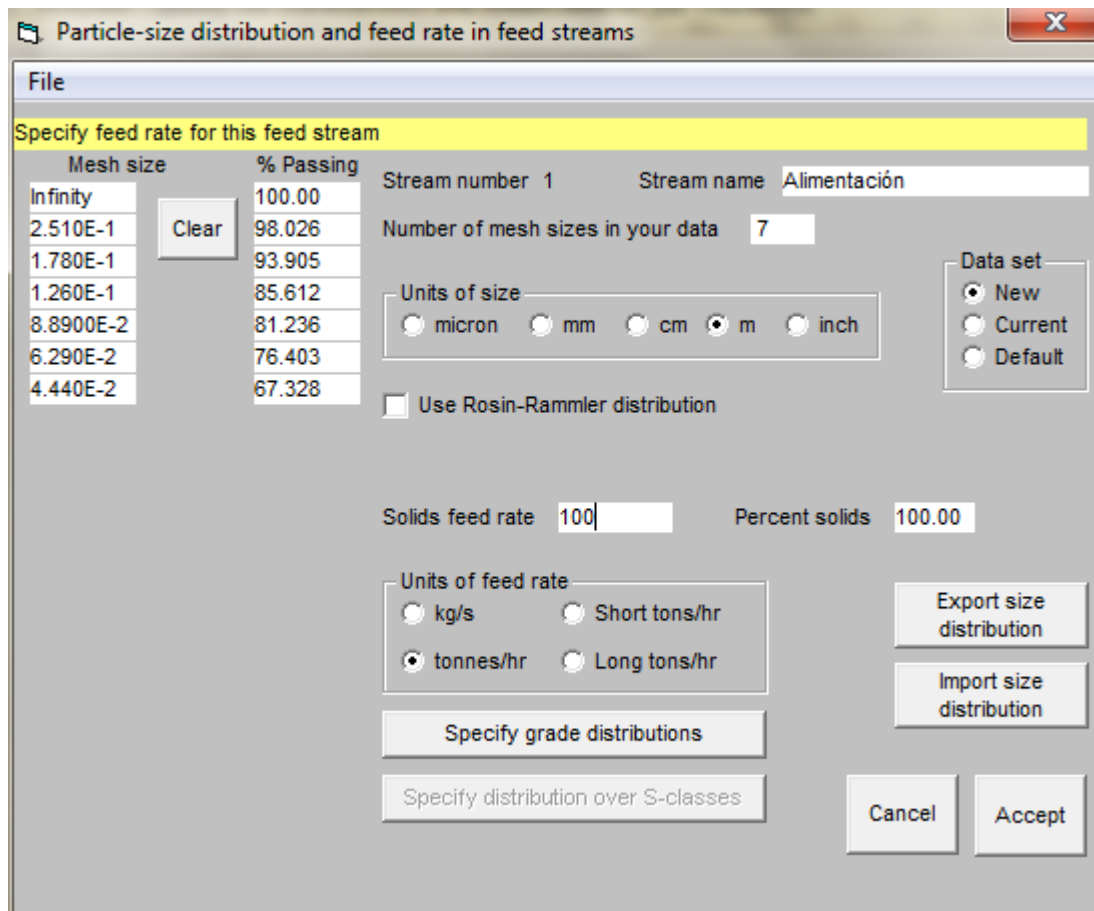 Particle-size distribution and feed rate in feed streams
X
File
Specify feed rate for this feed stream
Mesh size % Passing
Infinity 100.00
2.510E-1 98.026
1.780E-1 93.905
1.260E-1 85.612
8.8900E-2 81.236
6.290E-2 76.403
4.440E-2 67.328
Clear
Stream number 1 Stream name Alimentación
Number of mesh sizes in your data 7
Data set
New
Current
Default
Units of size
micron mm cm m inch
Use Rosin-Rammler distribution
Solids feed rate 100 Percent solids 100.00
Units of feed rate
kg/s Short tons/hr
tonnes/hr Long tons/hr
Export size
distribution
Import size
distribution
Specify grade distributions
Specify distribution over S-classes
Cancel Accept